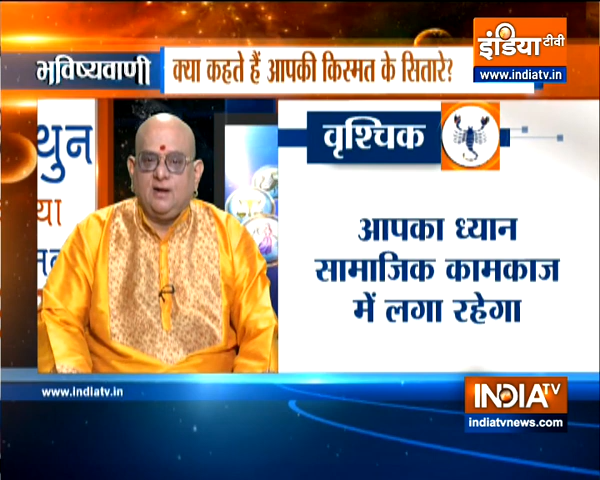 इंडिया टीवी
www.indiatv.in
भविष्यवाणी
क्या कहते हैं आपकी किस्मत के सितारे?
वृश्चिक
थुन
या
आपका ध्यान
सामाजिक कामकाज
में लगा रहेगा
www.indiatv.in
INDIA TV
indiatvnews.com